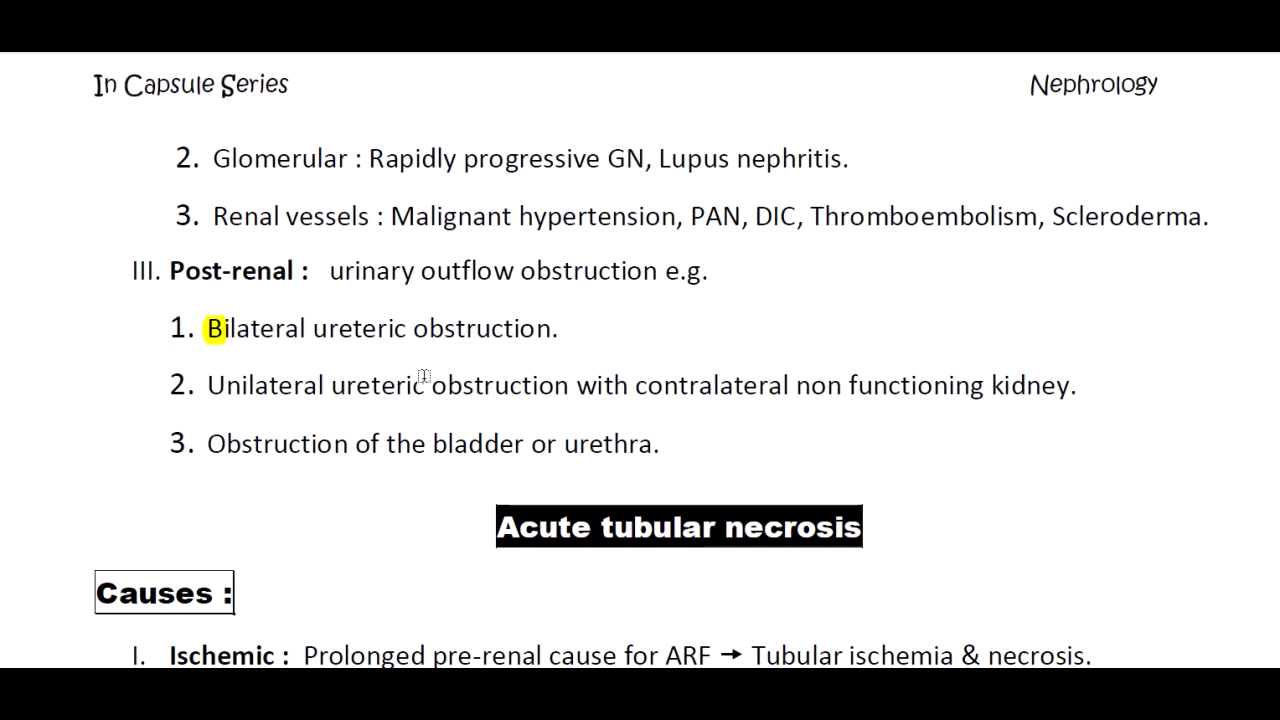 In Capsule Series Nephrology
2. Glomerular : Rapidly progressive GN, Lupus nephritis.
3. Renal vessels : Malignant hypertension, PAN, DIC, Thromboembolism, Scleroderma.
III. Post-renal : urinary outflow obstruction e.g.
1. Bilateral ureteric obstruction.
2. Unilateral ureteric obstruction with contralateral non functioning kidney.
3. Obstruction of the bladder or urethra.
Acute tubular necrosis
Causes :
I. Ischemic : Prolonged pre-renal cause for ARF → Tubular ischemia & necrosis.